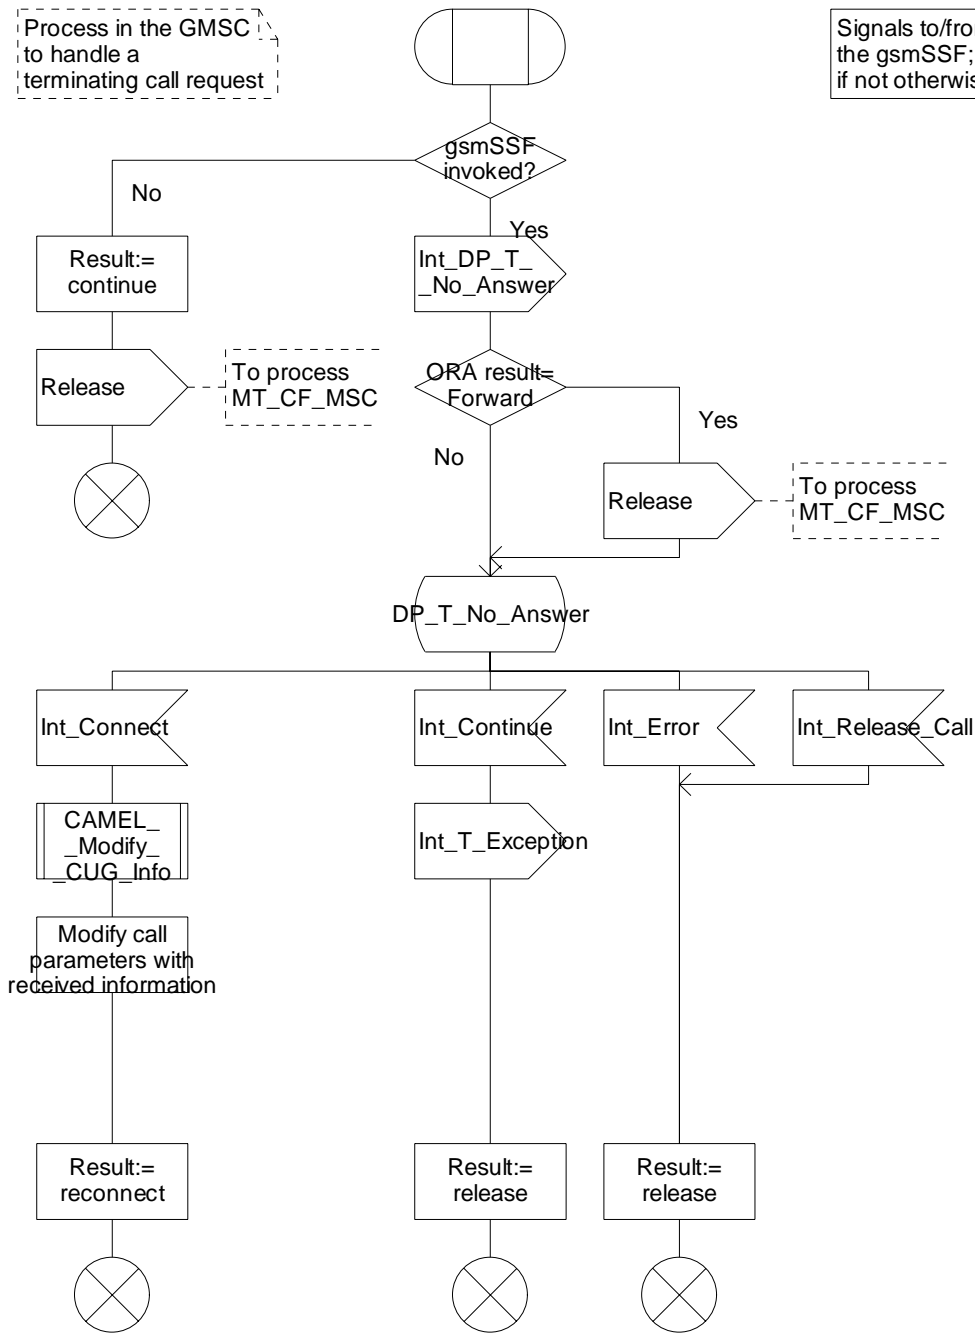 Process in the GMSC
to handle a
terminating call request
Signals to/fro
the gsmSSF;
if not otherwis
gsmSSF
invoked?
No
Yes
Result:=
continue
Int_DP_T_
_No_Answer
Release
To process
MT_CF_MSC
ORA result=
Forward
Yes
No
Release
To process
MT_CF_MSC
DP_T_No_Answer
Int_Connect
Int_Continue
Int_Error
Int_Release_Call
CAMEL_
_Modify_
_CUG_Info
Int_T_Exception
Modify call
parameters with
received information
Result:=
reconnect
Result:=
release
Result:=
release